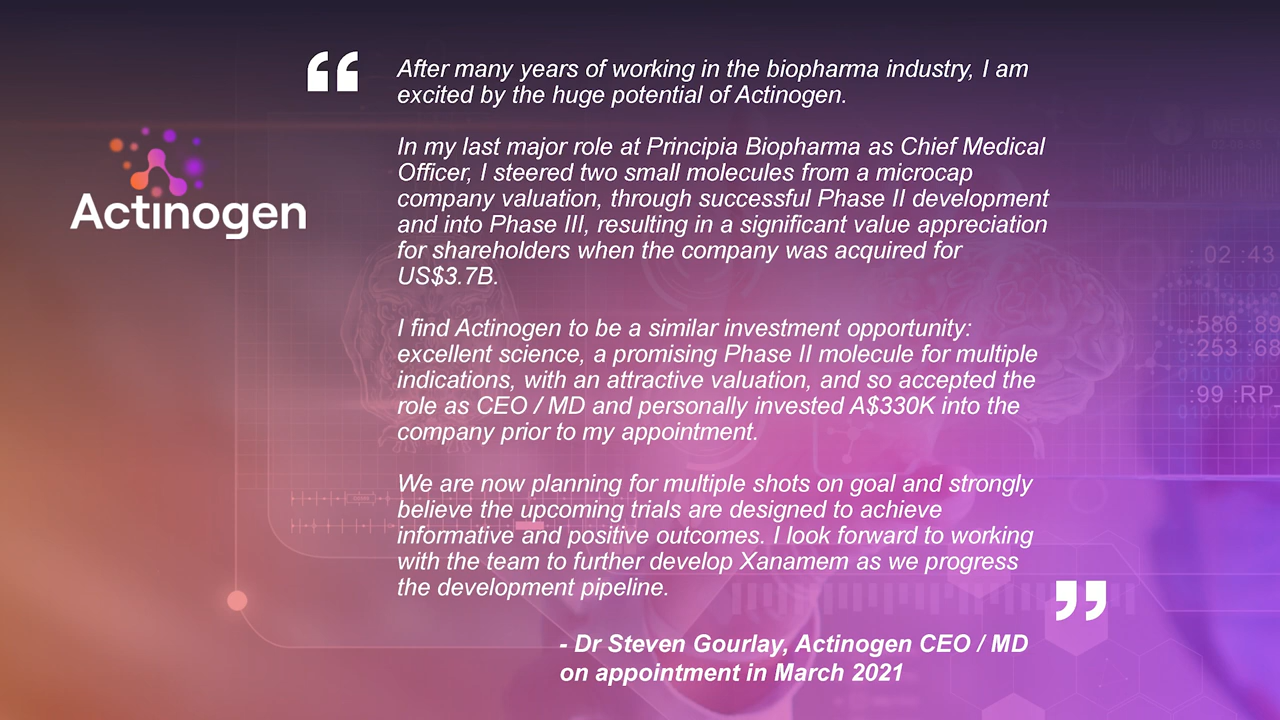 “
After many years of working in the biopharma industry, I am
excited by the huge potential of Actinogen.
In my last major role at Principia Biopharma as Chief Medical
Officer, I steered two small molecules from a microcap
company valuation, through successful Phase II development
and into Phase III, resulting in a significant value appreciation
for shareholders when the company was acquired for
US$3.7B.
I find Actinogen to be a similar investment opportunity:
excellent science, a promising Phase II molecule for multiple
indications, with an attractive valuation, and so accepted the
role as CEO / MD and personally invested A$330K into the
company prior to my appointment.
We are now planning for multiple shots on goal and strongly
believe the upcoming trials are designed to achieve
informative and positive outcomes. I look forward to working
with the team to further develop Xanamem as we progress
the development pipeline.
”
- Dr Steven Gourlay, Actinogen CEO / MD
on appointment in March 2021
Actinogen
: 02 :43
:586 :89
:253 :68
:99 :RP-